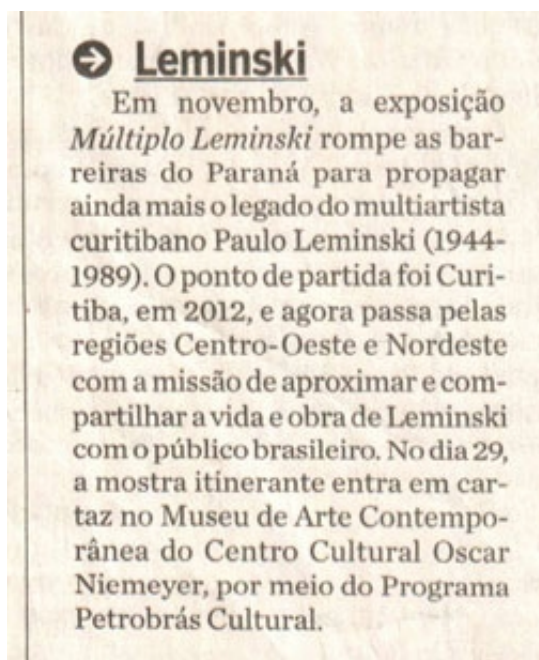 Leminski
Em novembro, a exposição
Múltiplo Leminski rompe as bar-
reiras do Paraná para propagar
ainda mais o legado do multiartista
curitibano Paulo Leminski (1944-
1989). O ponto de partida foi Curi-
tiba, em 2012, e agora passa pelas
regiões Centro-Oeste e Nordeste
com a missão de aproximar e com-
partilhar a vida e obra de Leminski
com o público brasileiro. No dia 29,
a mostra itinerante entra em car-
taz no Museu de Arte Contempo-
rânea do Centro Cultural Oscar
Niemeyer, por meio do Programa
Petrobrás Cultural.